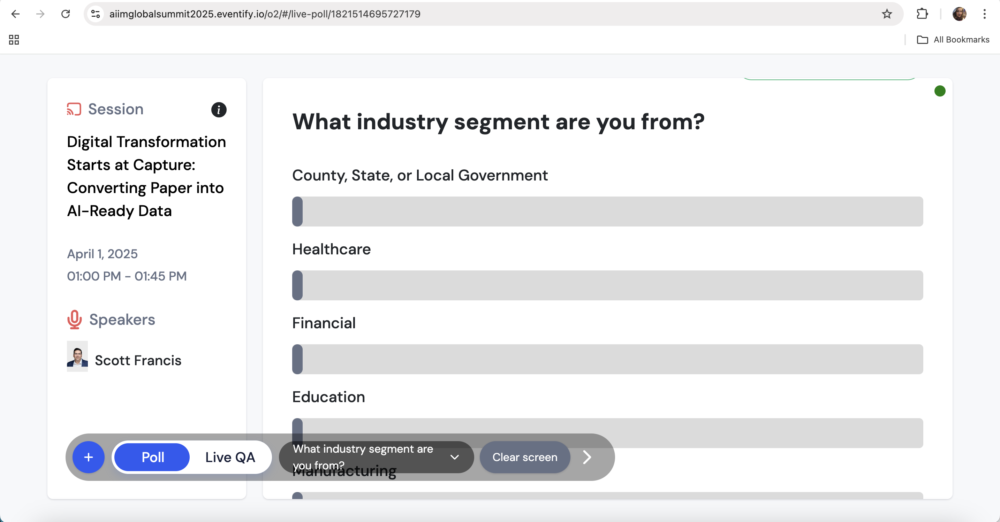 aiimglobalsummit2025.eventify.io/o2/#/live-poll/1821514695727179
All Bookmarks
Session
i
Digital Transformation
Starts at Capture:
Converting Paper into
AI-Ready Data
April 1, 2025
01:00 PM - 01:45 PM
Speakers
Scott Francis
What industry segment are you from?
County, State, or Local Government
Healthcare
Financial
Education
Manufacturing
+
Poll
Live QA
What industry segment are
you from?
Clear screen